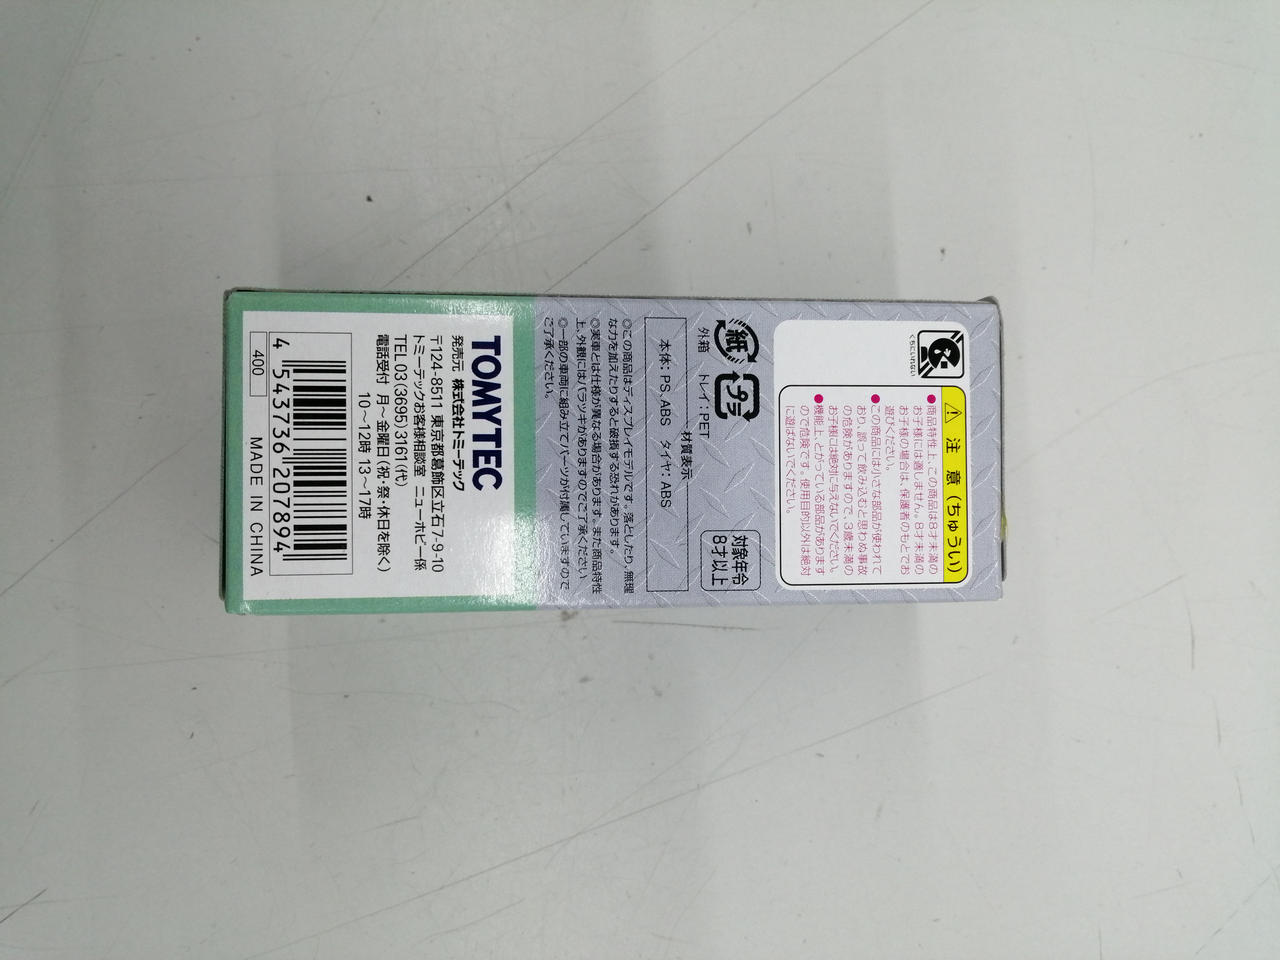 くちにいれない
注意(ちゅうい)
●商品特性上、この商品は8才未満の
お子様には適しません。8才未満の
お子様の場合は、保護者のもとでお
遊びください。
●この商品には小さな部品が使われて
おり、誤って飲み込むと思わぬ事故
の危険がありますので、3歳未満の
お子様には絶対に与えないでください。
●機能上、とがっている部品があります
ので危険です。使用目的以外は絶対
に遊ばないでください。
紙
プラ
外箱 トレイ:PET
対象年令
8才以上
材質表示
本体:PS、ABS タイヤ:ABS
◎この商品はディスプレイモデルです。落としたり、無理
な力を加えたりすると破損する恐れがあります。
◎実車とは仕様が異なる場合があります。また商品特性
上、外観にはバラツキがありますのでご了承ください
◎一部の車両に組み立てパーツが付属していますので
ご了承ください。
TOMYTEC
発売元 株式会社トミーテック
〒124-8511 東京都葛飾区立石7-9-10
トミーテックお客様相談室 ニューホビー係
TEL 03(3695)3161(代)
電話受付 月〜金曜日(祝・祭・休日を除く)
10〜12時 13〜17時
4 543736 207894
400
MADE IN CHINA